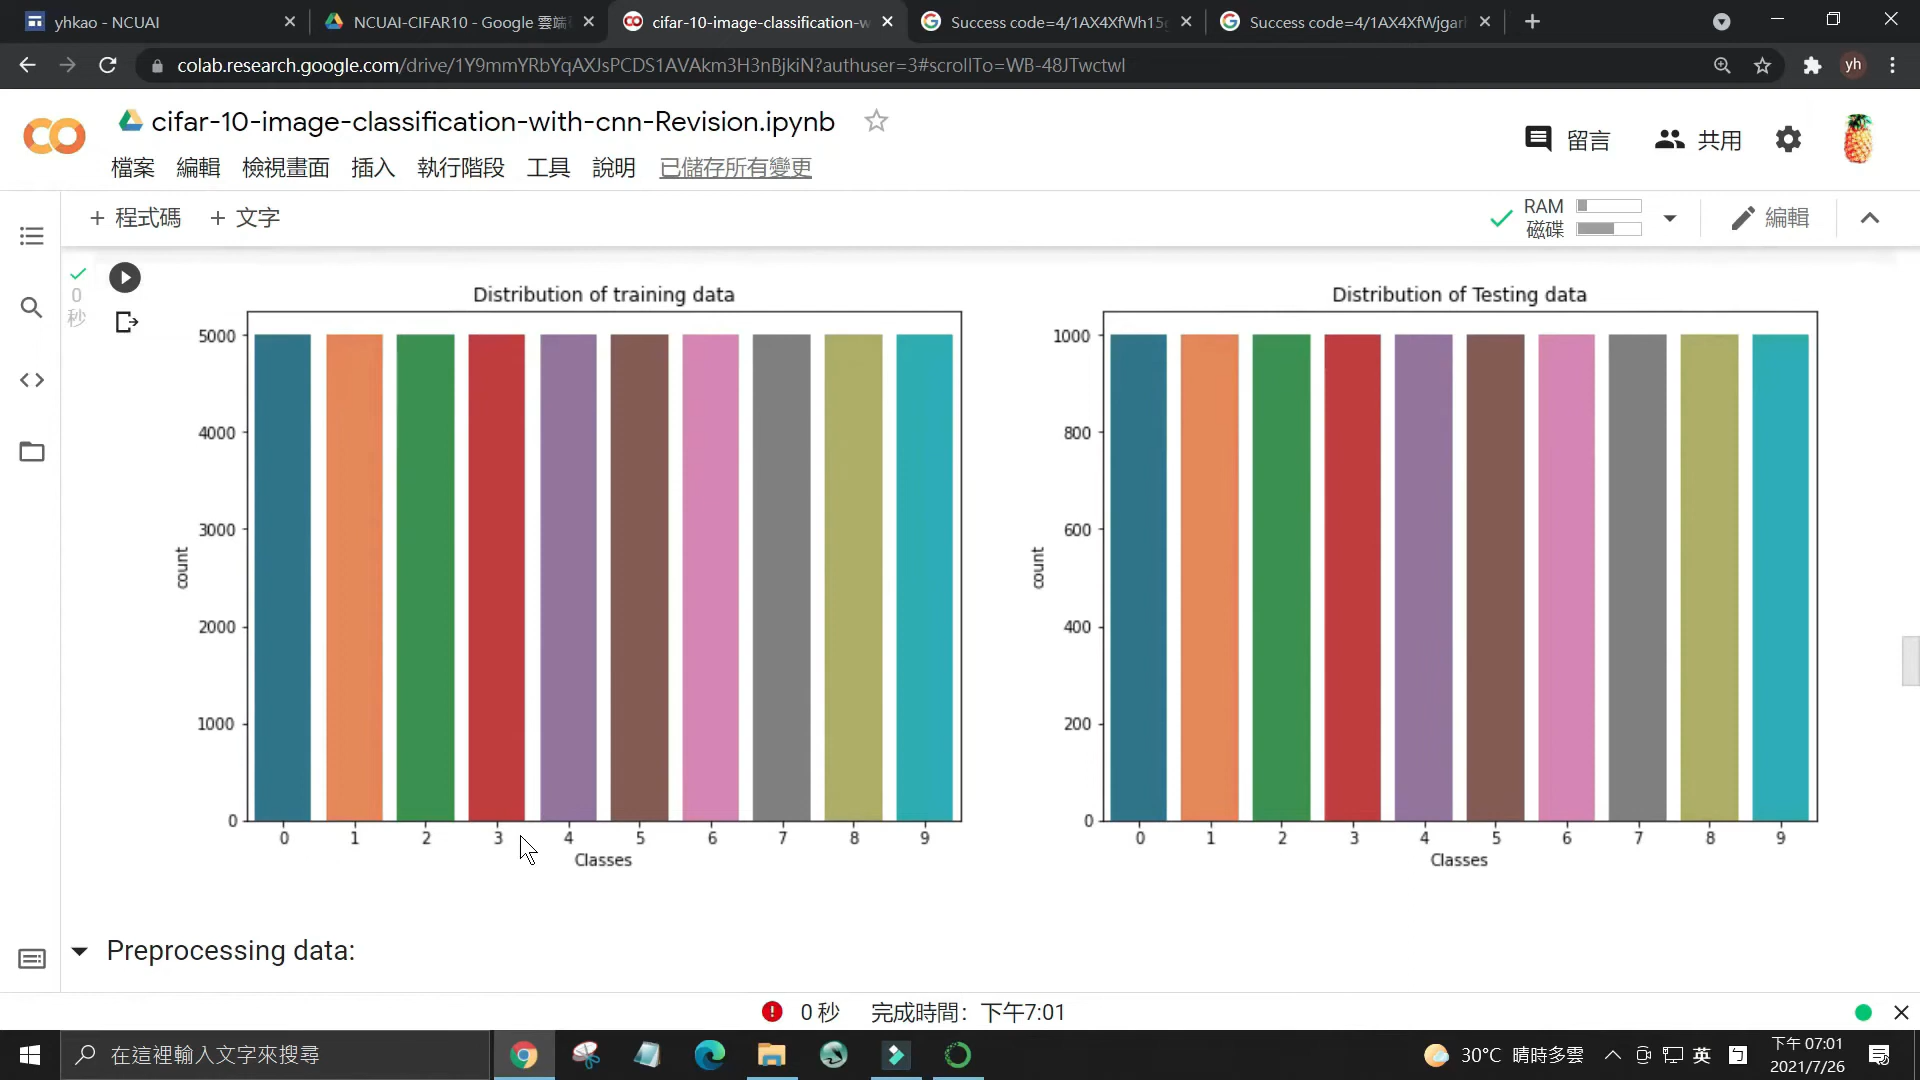 yhkao - NCUAI
NCUAI-CIFAR10 - Google 雲端
cifar-10-image-classification-w
Success code=4/1AX4XfWh15
Success code=4/1AX4XfWjgar
colab.research.google.com/drive/1Y9mmYRbYqAXJsPCDS1AVAkm3H3nBjkiN?authuser=3#scrollTo=WB-48JTwctwI
yh
cifar-10-image-classification-with-cnn-Revision.ipynb
留言
共用
檔案 編輯 檢視畫面 插入 執行階段 工具 說明 已儲存所有變更
+ 程式碼 + 文字
RAM
磁碟
編輯
0
秒
Distribution of training data
5000
4000
3000
2000
1000
0
count
0 1 2 3 4 5 6 7 8 9
Classes
Distribution of Testing data
1000
800
600
400
200
0
count
0 1 2 3 4 5 6 7 8 9
Classes
Preprocessing data:
0 秒 完成時間: 下午7:01
在這裡輸入文字來搜尋
30°C 晴時多雲
英
下午 07:01
2021/7/26